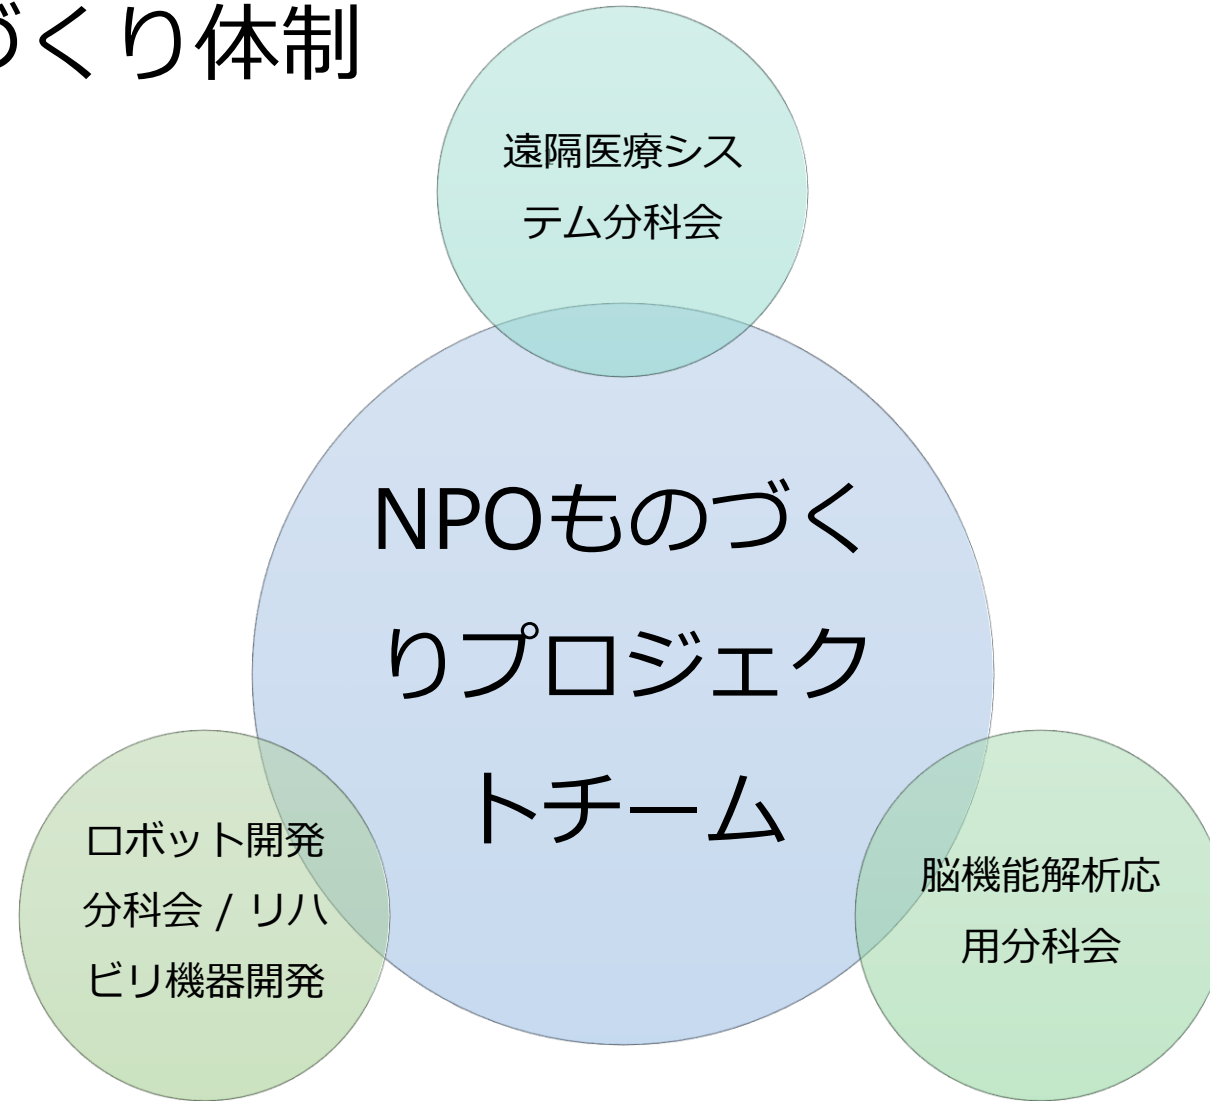 づくり体制
遠隔医療シス
テム分科会
NPOものづく
りプロジェク
トチーム
ロボット開発
分科会 / リハ
ビリ機器開発
脳機能解析応
用分科会